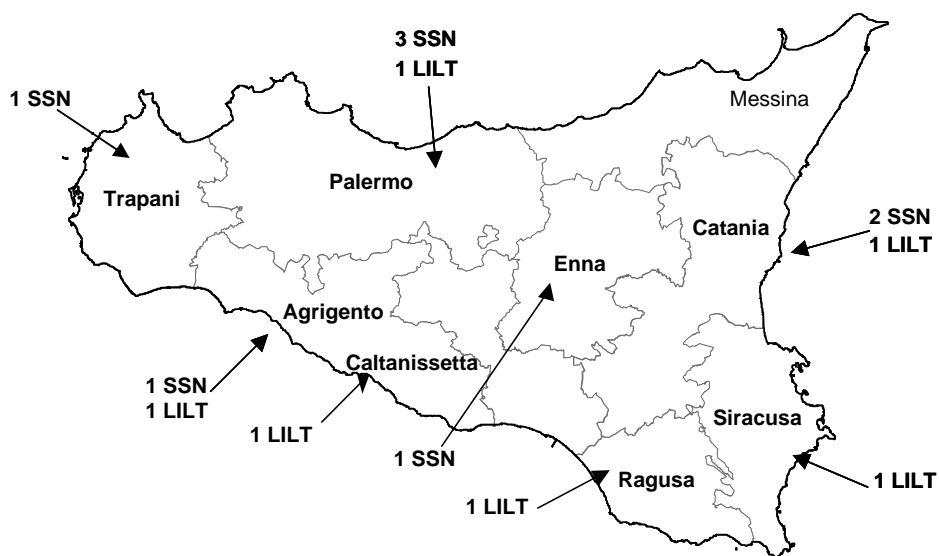 3 SSN
1 LILT
1 SSN
Messina
Trapani
Palermo
Catania
2 SSN
1 LILT
Enna
Agrigento
Caltanissetta
1 SSN
1 LILT
1 LILT
Siracusa
1 SSN
1 LILT
Ragusa
1 LILT